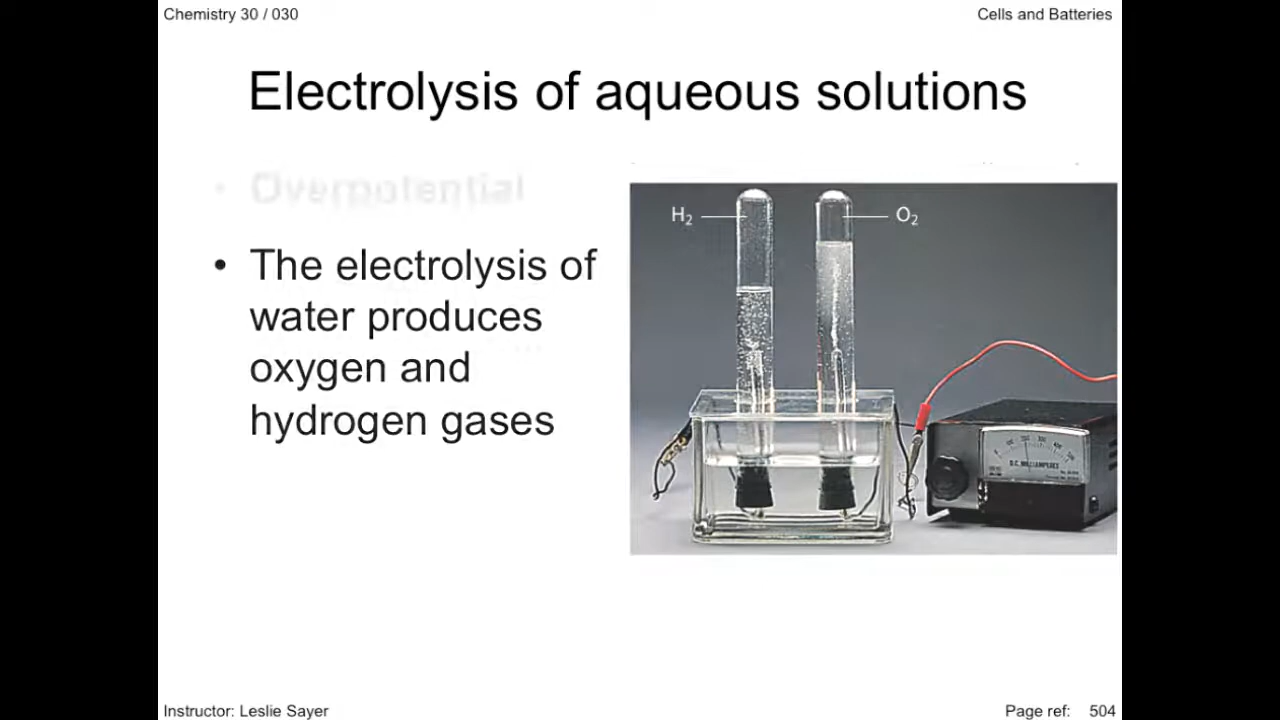 Chemistry 30 / 030
Cells and Batteries
Electrolysis of aqueous solutions
• Overpotential
• The electrolysis of
water produces
oxygen and
hydrogen gases
H₂
O₂
D.C. MILLIAMPERES
Instructor: Leslie Sayer
Page ref: 504